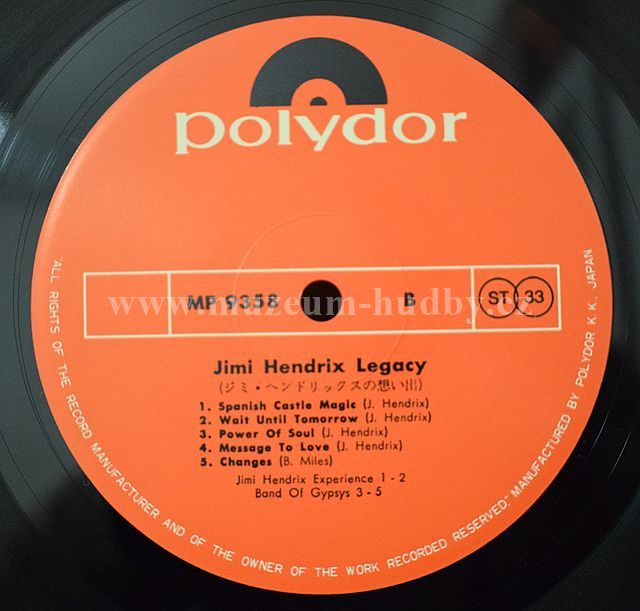 polydor
MP 9358 B ST 33
www.muzeum-hudby.cz
Jimi Hendrix Legacy
(ジミ・ヘンドリックスの想い出)
1. Spanish Castle Magic (J. Hendrix)
2. Wait Until Tomorrow (J. Hendrix)
3. Power Of Soul (J. Hendrix)
4. Message To Love (J. Hendrix)
5. Changes (B. Miles)
Jimi Hendrix Experience 1 - 2
Band Of Gypsys 3 - 5
"ALL RIGHTS OF THE RECORD MANUFACTURER AND OF THE OWNER OF THE WORK RECORDED RESERVED." MANUFACTURED BY POLYDOR K. K., JAPAN.